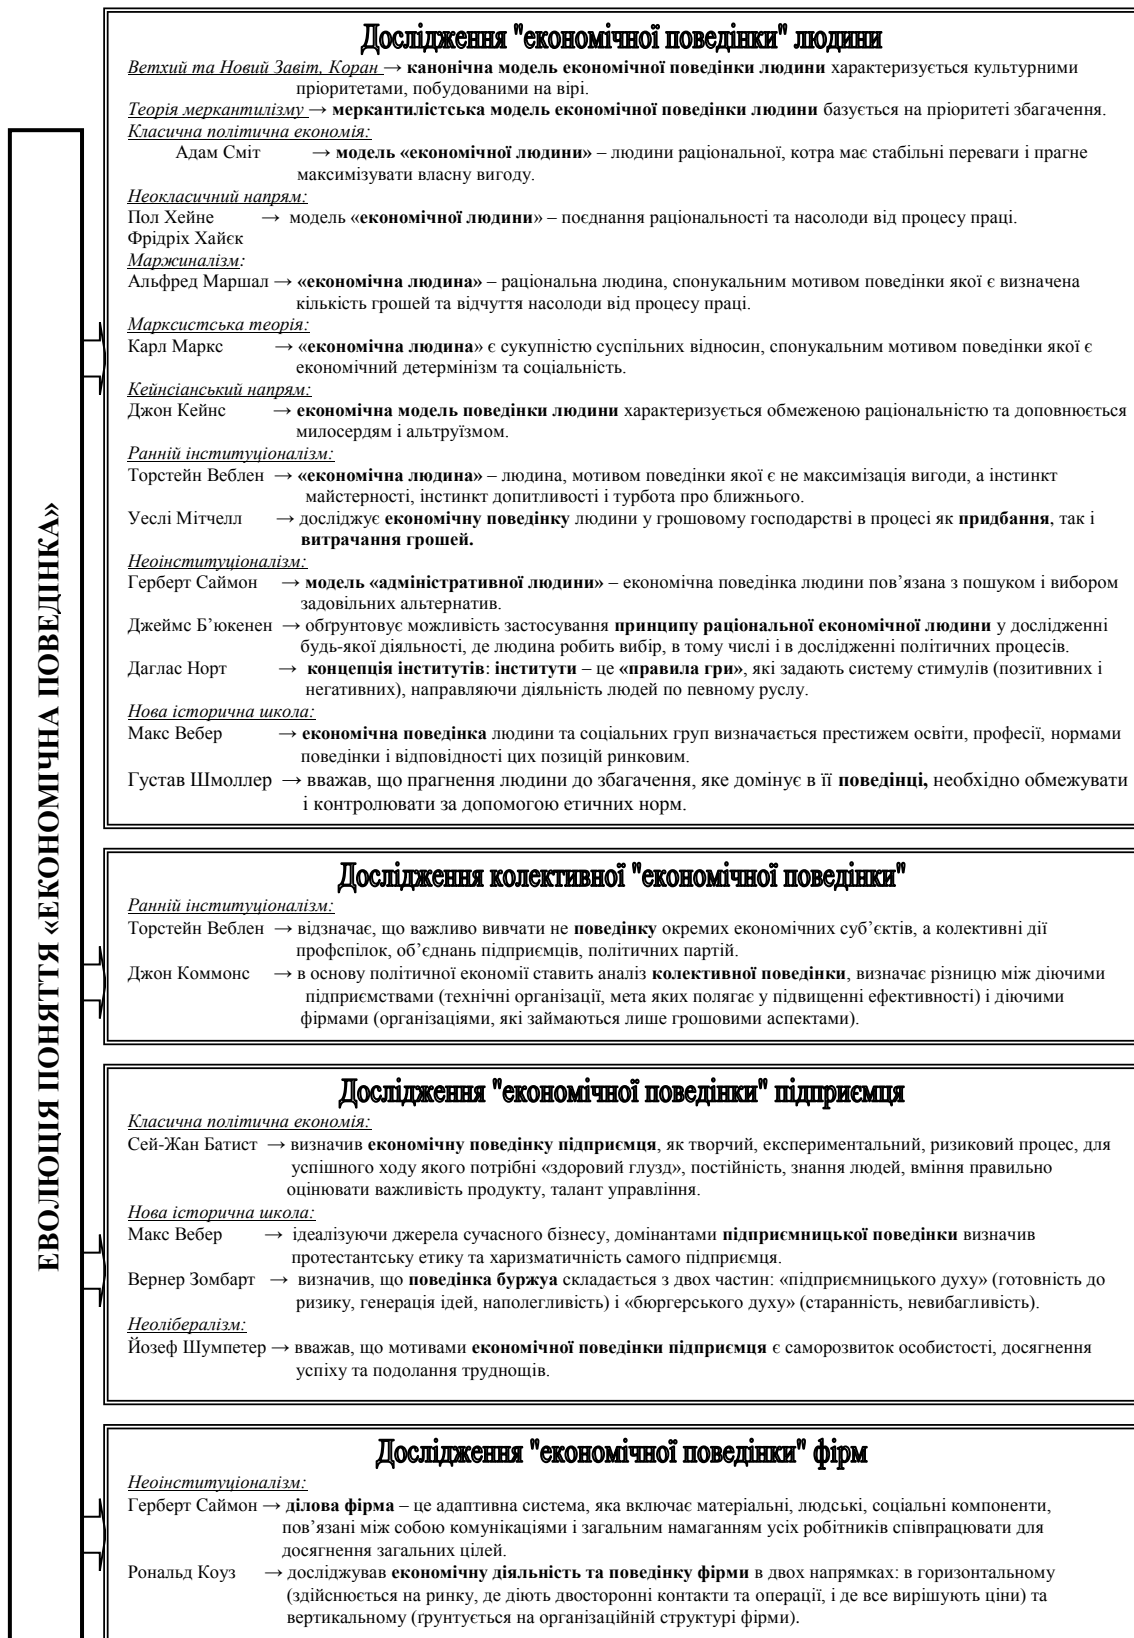 ЕВОЛЮЦІЯ ПОНЯТТЯ «ЕКОНОМІЧНА ПОВЕДІНКА»
Дослідження "економічної поведінки" людини
Ветхий та Новий Завіт, Коран → канонічна модель економічної поведінки людини характеризується культурними
пріоритетами, побудованими на вірі.
Теорія меркантилізму → меркантилістська модель економічної поведінки людини базується на пріоритеті збагачення.
Класична політична економія:
Адам Сміт → модель «економічної людини» – людини раціональної, котра має стабільні переваги і прагне
максимізувати власну вигоду.
Неокласичний напрям:
Пол Хейне → модель «економічної людини» – поєднання раціональності та насолоди від процесу праці.
Фрідріх Хайєк
Маржиналізм:
Альфред Маршал → «економічна людина» – раціональна людина, спонукальним мотивом поведінки якої є визначена
кількість грошей та відчуття насолоди від процесу праці.
Марксистська теорія:
Карл Маркс → «економічна людина» є сукупністю суспільних відносин, спонукальним мотивом поведінки якої є
економічний детермінізм та соціальність.
Кейнсіанський напрям:
Джон Кейнс → економічна модель поведінки людини характеризується обмеженою раціональністю та доповнюється
милосердям і альтруїзмом.
Ранній інституціоналізм:
Торстейн Веблен → «економічна людина» – людина, мотивом поведінки якої є не максимізація вигоди, а інстинкт
майстерності, інстинкт допитливості і турбота про ближнього.
Уеслі Мітчелл → досліджує економічну поведінку людини у грошовому господарстві в процесі як придбання, так і
витрачання грошей.
Неоінституціоналізм:
Герберт Саймон → модель «адміністративної людини» – економічна поведінка людини пов’язана з пошуком і вибором
задовільних альтернатив.
Джеймс Б’юкенен → обґрунтовує можливість застосування принципу раціональної економічної людини у дослідженні
будь-якої діяльності, де людина робить вибір, в тому числі і в дослідженні політичних процесів.
Даглас Норт → концепція інститутів: інститути – це «правила гри», які задають систему стимулів (позитивних і
негативних), направляючи діяльність людей по певному руслу.
Нова історична школа:
Макс Вебер → економічна поведінка людини та соціальних груп визначається престижем освіти, професії, нормами
поведінки і відповідності цих позицій ринковим.
Густав Шмоллер → вважав, що прагнення людини до збагачення, яке домінує в її поведінці, необхідно обмежувати
і контролювати за допомогою етичних норм.
Дослідження колективної "економічної поведінки"
Ранній інституціоналізм:
Торстейн Веблен → відзначає, що важливо вивчати не поведінку окремих економічних суб’єктів, а колективні дії
профспілок, об’єднань підприємців, політичних партій.
Джон Коммонс → в основу політичної економії ставить аналіз колективної поведінки, визначає різницю між діючими
підприємствами (технічні організації, мета яких полягає у підвищенні ефективності) і діючими
фірмами (організаціями, які займаються лише грошовими аспектами).
Дослідження "економічної поведінки" підприємця
Класична політична економія:
Сей-Жан Батист → визначив економічну поведінку підприємця, як творчий, експериментальний, ризиковий процес, для
успішного ходу якого потрібні «здоровий глузд», постійність, знання людей, вміння правильно
оцінювати важливість продукту, талант управління.
Нова історична школа:
Макс Вебер → ідеалізуючи джерела сучасного бізнесу, домінантами підприємницької поведінки визначив
протестантську етику та харизматичність самого підприємця.
Вернер Зомбарт → визначив, що поведінка буржуа складається з двох частин: «підприємницького духу» (готовність до
ризику, генерація ідей, наполегливість) і «бюргерського духу» (старанність, невибагливість).
Неолібералізм:
Йозеф Шумпетер → вважав, що мотивами економічної поведінки підприємця є саморозвиток особистості, досягнення
успіху та подолання труднощів.
Дослідження "економічної поведінки" фірм
Неоінституціоналізм:
Герберт Саймон → ділова фірма – це адаптивна система, яка включає матеріальні, людські, соціальні компоненти,
пов’язані між собою комунікаціями і загальним намаганням усіх робітників співпрацювати для
досягнення загальних цілей.
Рональд Коуз → досліджував економічну діяльність та поведінку фірми в двох напрямках: в горизонтальному
(здійснюється на ринку, де діють двосторонні контакти та операції, і де все вирішують ціни) та
вертикальному (ґрунтується на організаційній структурі фірми).